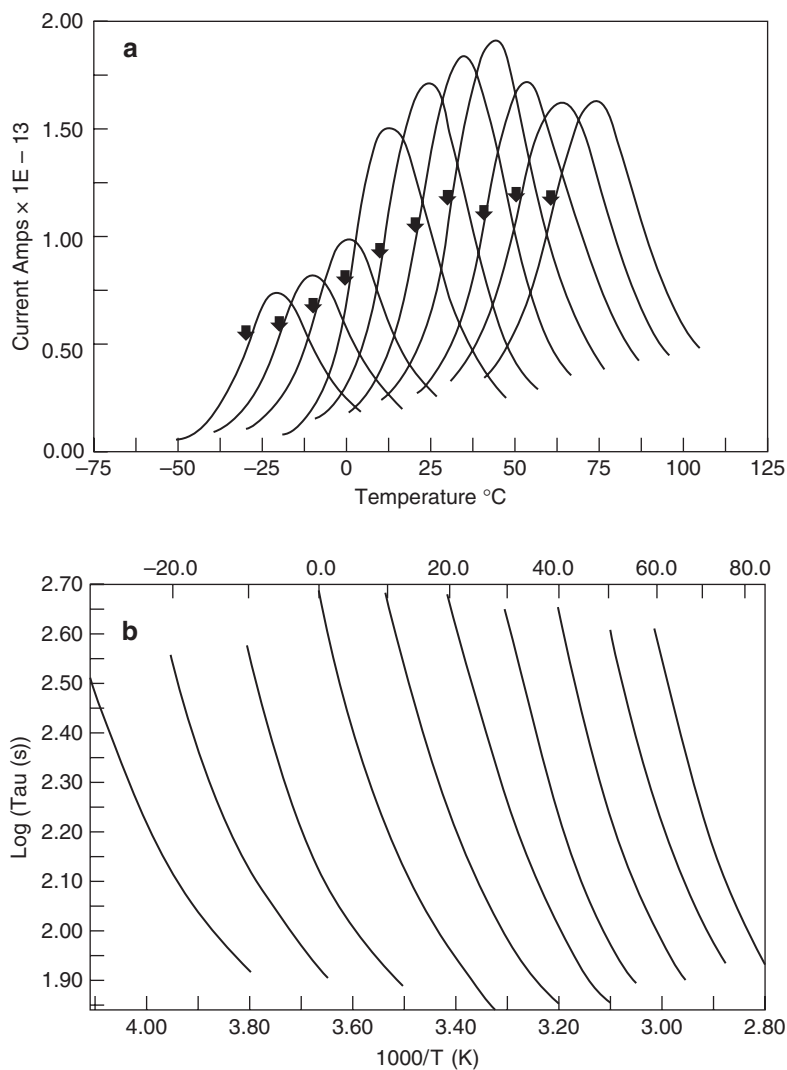 a
2.00
1.50
1.00
0.50
0.00
Current Amps × 1E – 13
–75 –50 –25 0 25 50 75 100 125
Temperature °C
–20.0 0.0 20.0 40.0 60.0 80.0
b
2.70
2.60
2.50
2.40
2.30
2.20
2.10
2.00
1.90
Log (Tau (s))
4.00 3.80 3.60 3.40 3.20 3.00 2.80
1000/T (K)